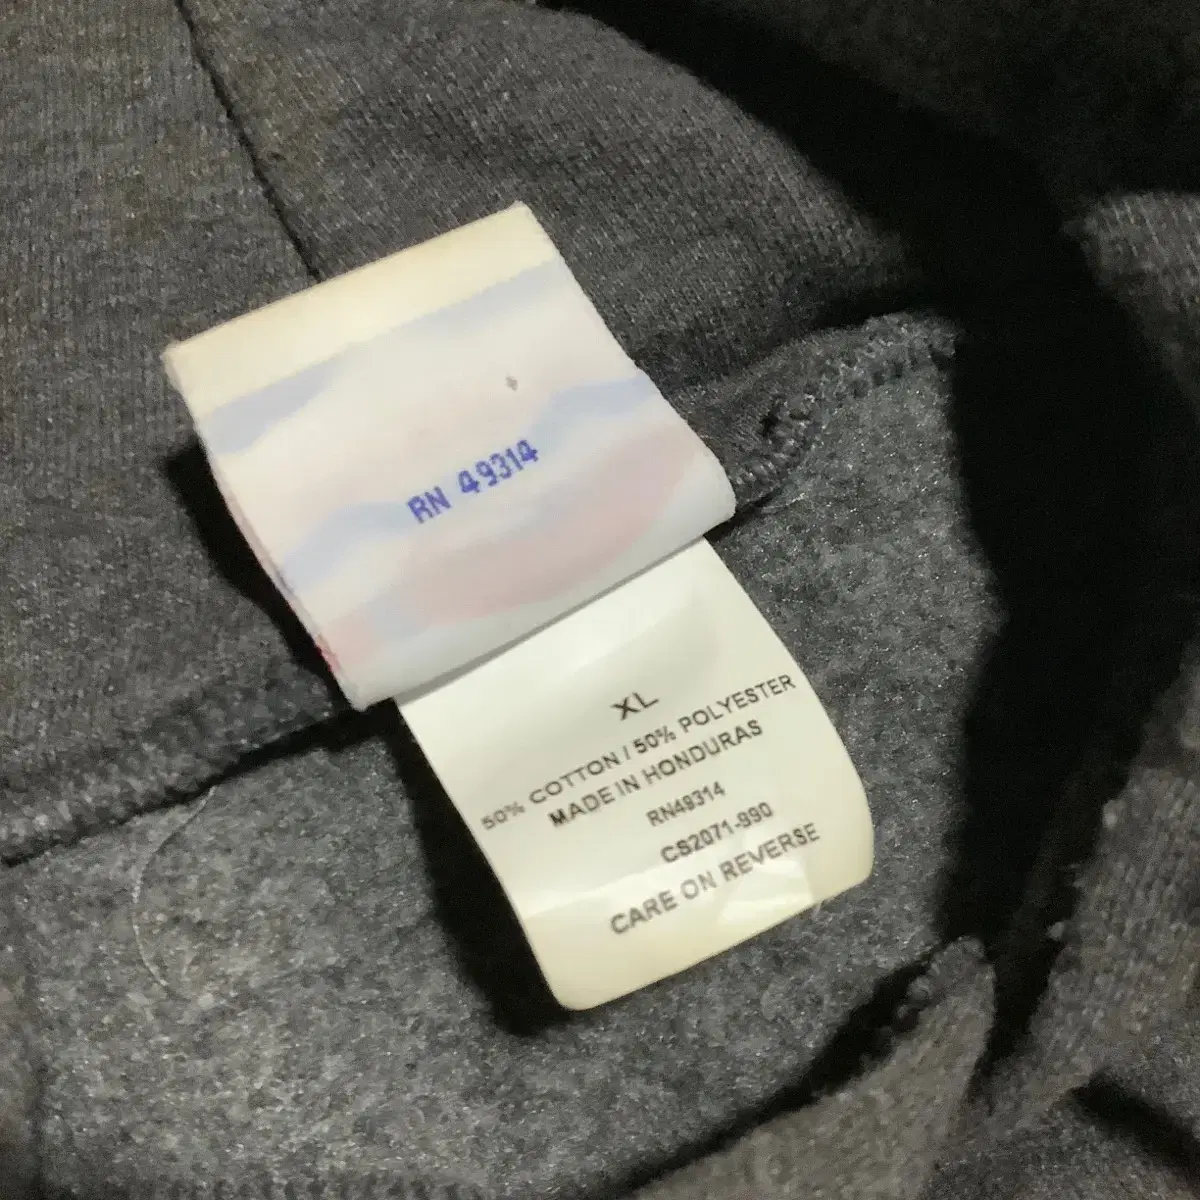 RN 49314
XL
50% COTTON / 50% POLYESTER
MADE IN HONDURAS
RN49314
CS2071-990
CARE ON REVERSE